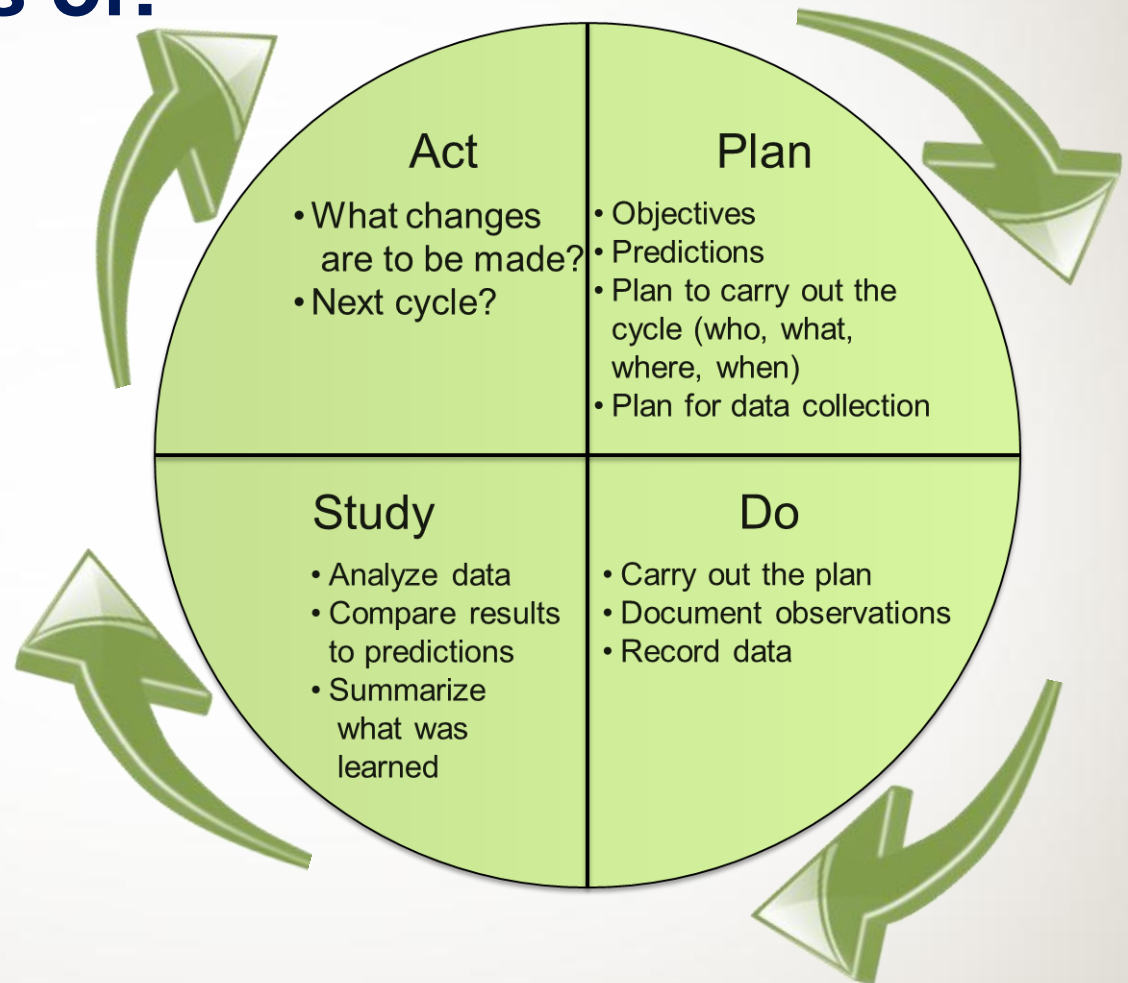 s of:
Act
• What changes
are to be made?
• Next cycle?
Plan
• Objectives
• Predictions
• Plan to carry out the
cycle (who, what,
where, when)
• Plan for data collection
Study
• Analyze data
• Compare results
to predictions
• Summarize
what was
learned
Do
• Carry out the plan
• Document observations
• Record data